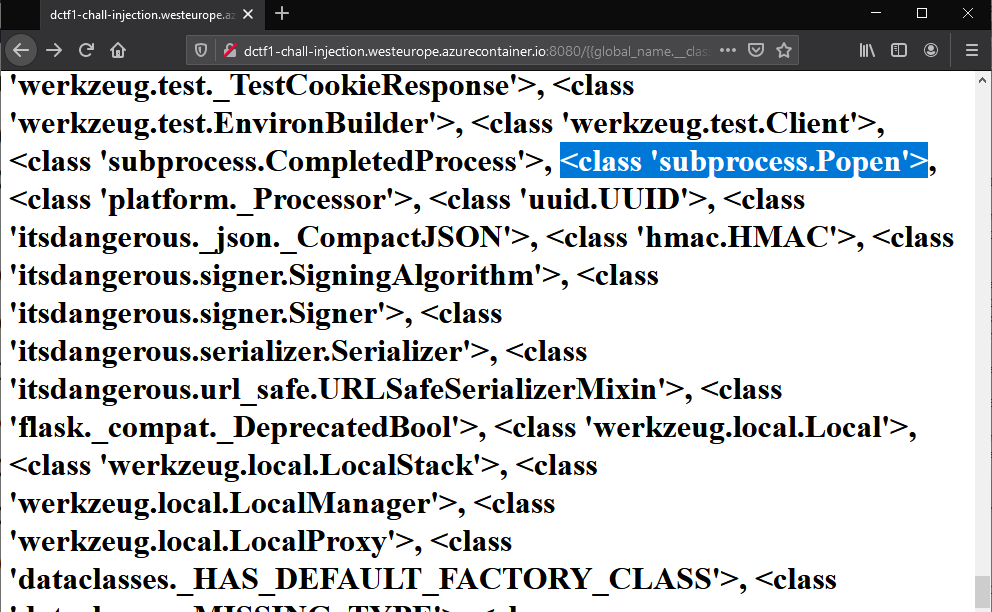 dctf1-chall-injection.westeurope.az
dctf1-chall-injection.westeurope.azurecontainer.io:8080/{{global_name.__clas
'werkzeug.test._TestCookieResponse'>, <class
'werkzeug.test.EnvironBuilder'>, <class 'werkzeug.test.Client'>,
<class 'subprocess.CompletedProcess'>, <class 'subprocess.Popen'>,
<class 'platform._Processor'>, <class 'uuid.UUID'>, <class
'itsdangerous._json._CompactJSON'>, <class 'hmac.HMAC'>, <class
'itsdangerous.signer.SigningAlgorithm'>, <class
'itsdangerous.signer.Signer'>, <class
'itsdangerous.serializer.Serializer'>, <class
'itsdangerous.url_safe.URLSafeSerializerMixin'>, <class
'flask._compat._DeprecatedBool'>, <class 'werkzeug.local.Local'>,
<class 'werkzeug.local.LocalStack'>, <class
'werkzeug.local.LocalManager'>, <class
'werkzeug.local.LocalProxy'>, <class
'dataclasses._HAS_DEFAULT_FACTORY_CLASS'>, <class